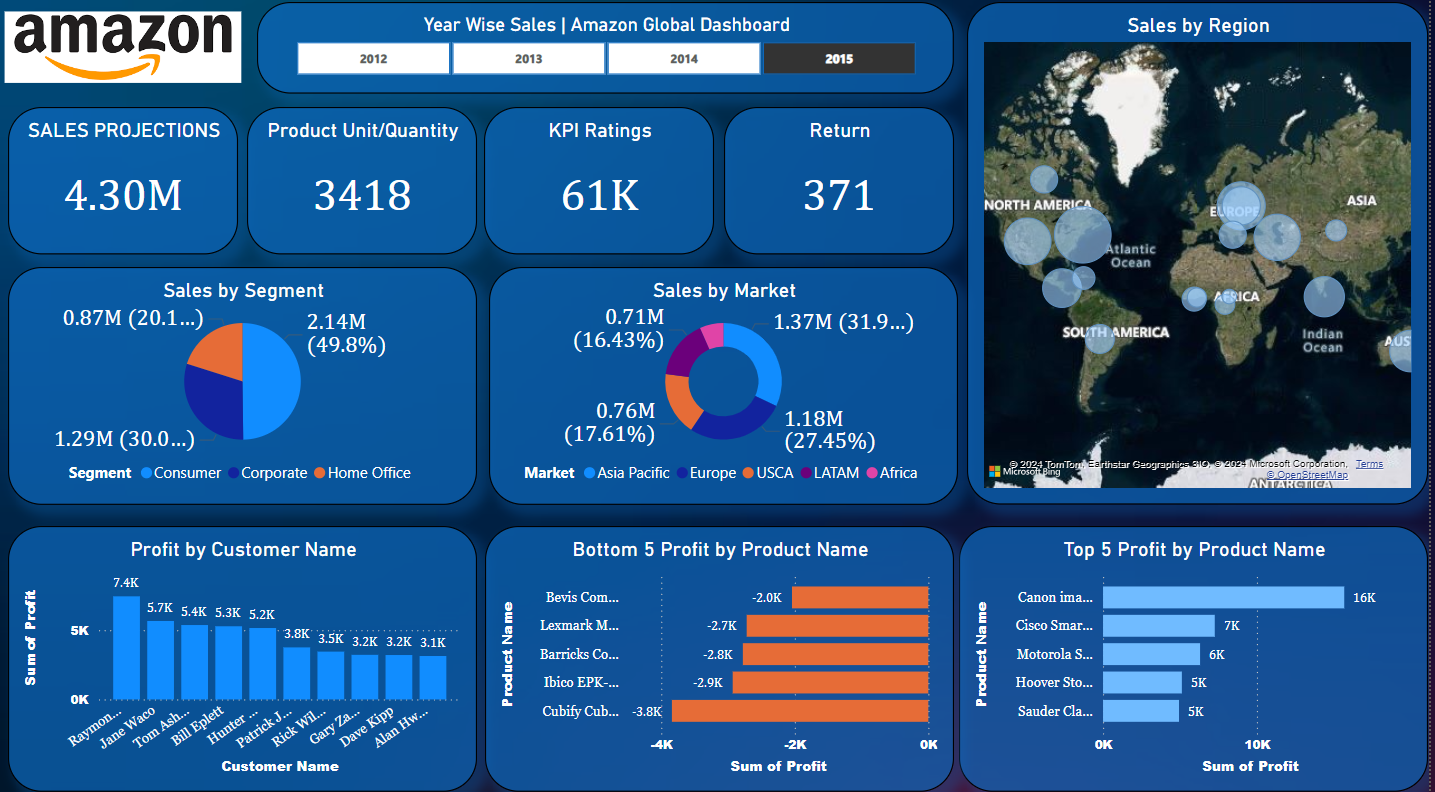 amazon
Year Wise Sales | Amazon Global Dashboard
2012
2013
2014
2015
SALES PROJECTIONS
4.30M
Product Unit/Quantity
3418
KPI Ratings
61K
Return
371
Sales by Region
NORTH AMERICA
EUROPE
ASIA
Atlantic
Ocean
AFRICA
SOUTH AMERICA
Indian
Ocean
AUS
ANTARCTICA
Microsoft Bing
© 2024 TomTom, Earthstar Geographics SIO, © 2024 Microsoft Corporation,
© OpenStreetMap
Terms
Sales by Segment
0.87M (20.1...)
2.14M
(49.8%)
1.29M (30.0...)
Segment Consumer Corporate Home Office
Sales by Market
0.71M
(16.43%)
1.37M (31.9...)
0.76M
(17.61%)
1.18M
(27.45%)
Market Asia Pacific Europe USCA LATAM Africa
Profit by Customer Name
Sum of Profit
5K
0K
7.4K
5.7K
5.4K
5.3K
5.2K
3.8K
3.5K
3.2K
3.2K
3.1K
Raymon...
Jane Waco
Tom Ash...
Bill Eplett
Hunter ...
Patrick J...
Rick Wil...
Gary Za...
Dave Kipp
Alan Hw...
Customer Name
Bottom 5 Profit by Product Name
Product Name
Bevis Com... -2.0K
Lexmark M... -2.7K
Barricks Co... -2.8K
Ibico EPK-... -2.9K
Cubify Cub... -3.8K
-4K -2K 0K
Sum of Profit
Top 5 Profit by Product Name
Product Name
Canon ima... 16K
Cisco Smar... 7K
Motorola S... 6K
Hoover Sto... 5K
Sauder Cla... 5K
0K 10K
Sum of Profit